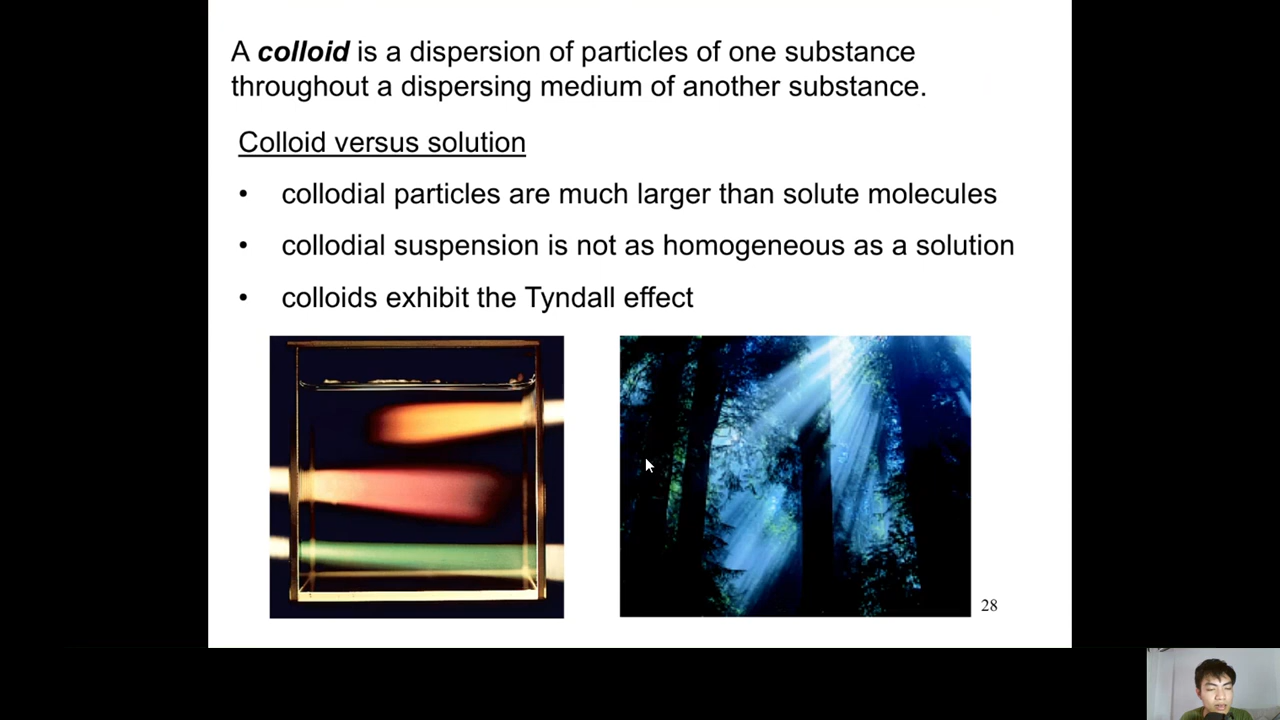 A colloid is a dispersion of particles of one substance
throughout a dispersing medium of another substance.
Colloid versus solution
• collodial particles are much larger than solute molecules
• collodial suspension is not as homogeneous as a solution
• colloids exhibit the Tyndall effect
28